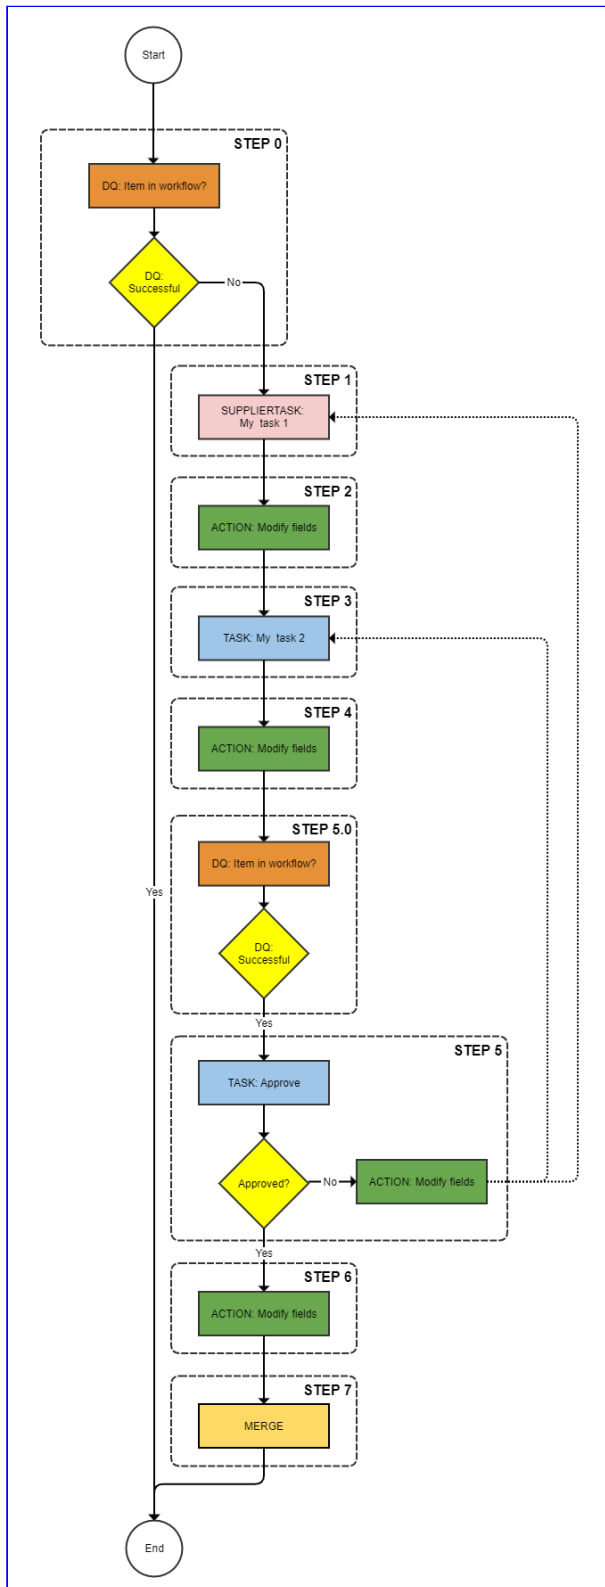 Start
STEP 0
DQ: Item in workflow?
DQ:
Successful
No
STEP 1
SUPPLIERTASK:
My task 1
STEP 2
ACTION: Modify fields
STEP 3
TASK: My task 2
STEP 4
ACTION: Modify fields
STEP 5.0
DQ: Item in workflow?
Yes
DQ:
Successful
Yes
STEP 5
TASK: Approve
Approved?
No
ACTION: Modify fields
Yes
STEP 6
ACTION: Modify fields
STEP 7
MERGE
End